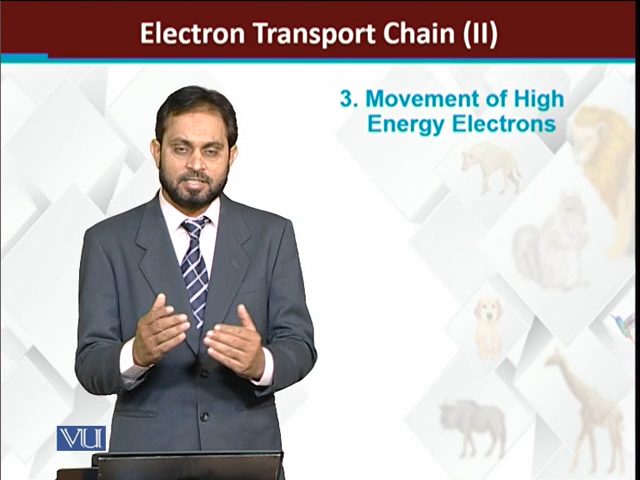 Electron Transport Chain (II)
3. Movement of High
Energy Electrons
VU